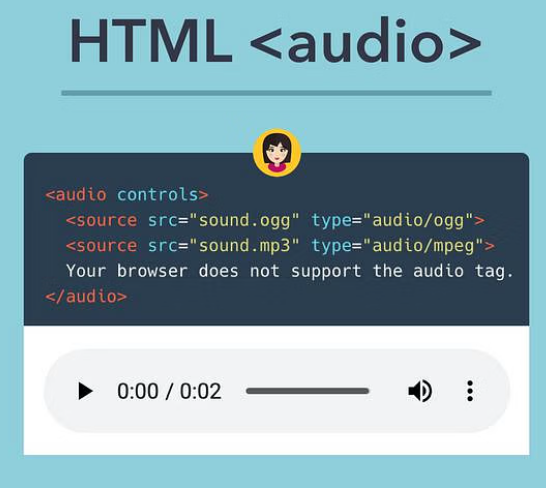 HTML <audio>
<audio controls>
<source src="sound.ogg" type="audio/ogg">
<source src="sound.mp3" type="audio/mpeg">
Your browser does not support the audio tag.
</audio>
0:00 / 0:02